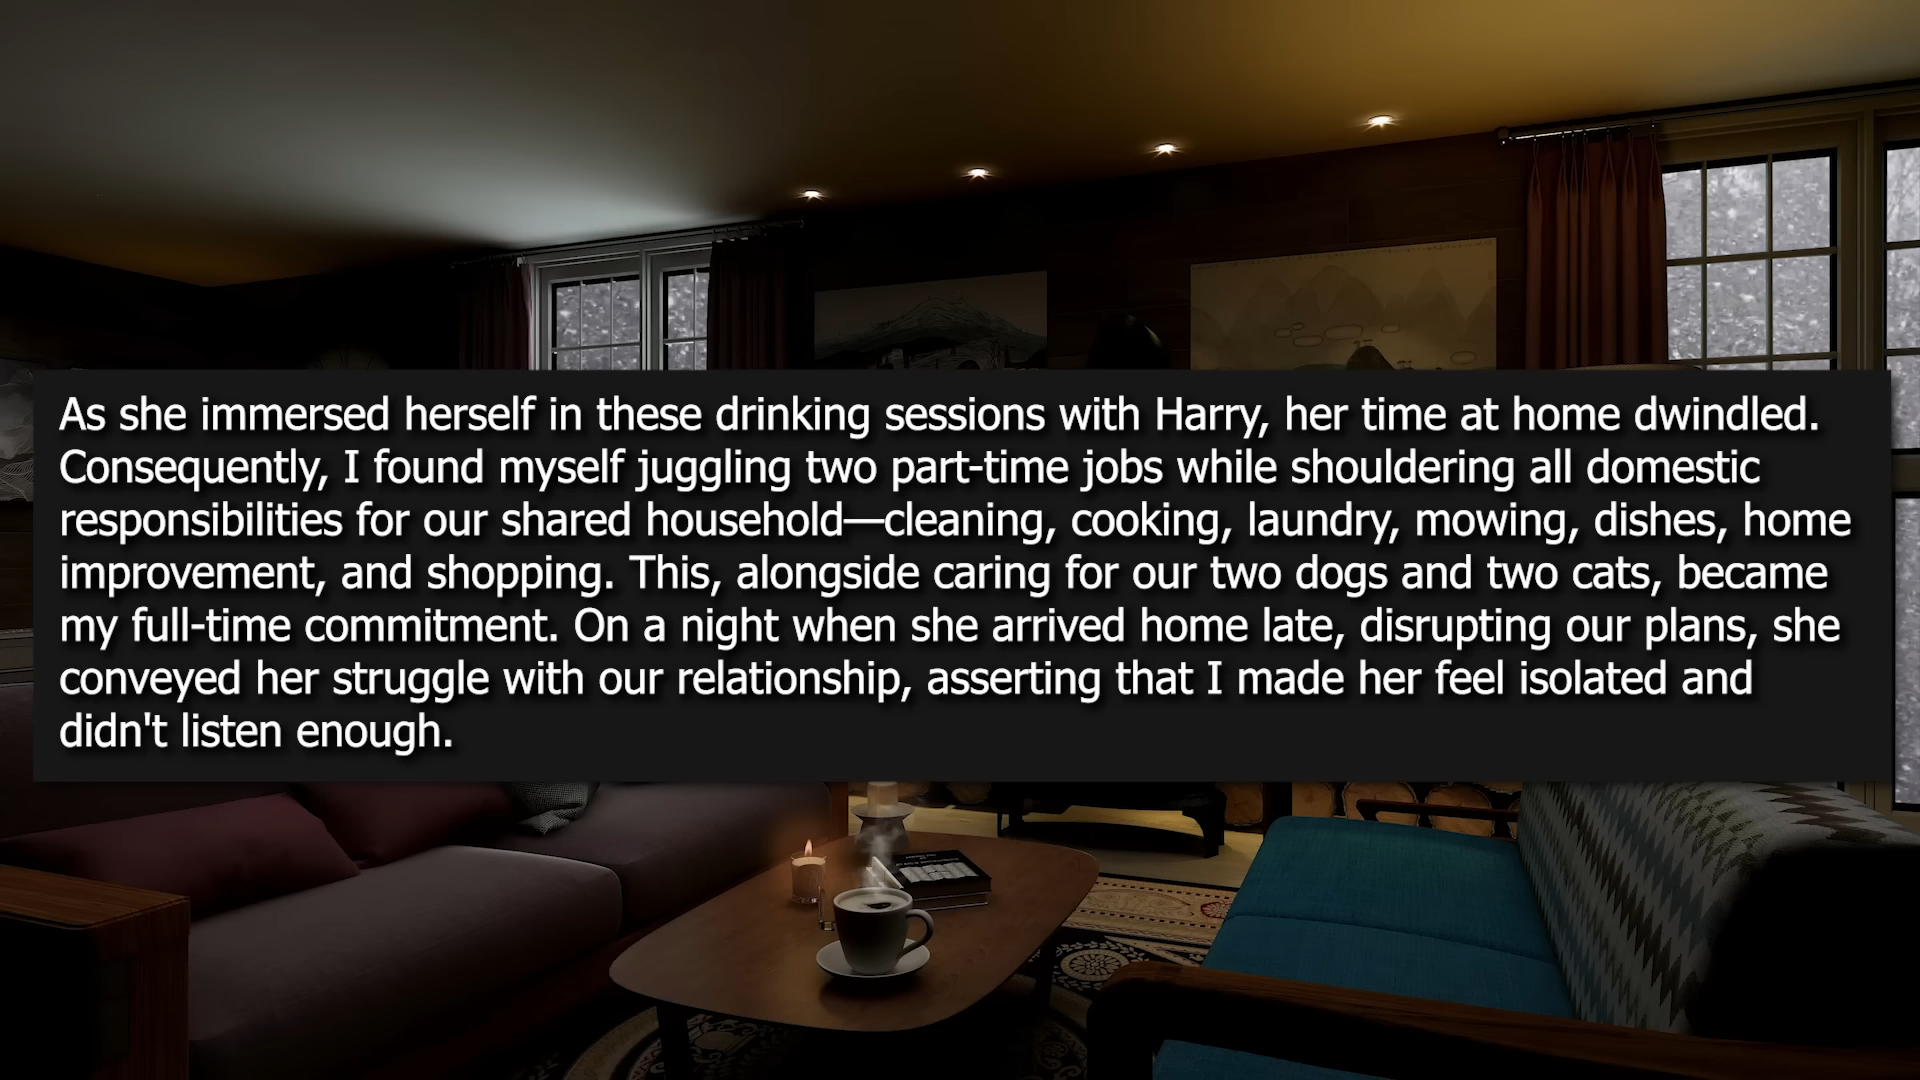 As she immersed herself in these drinking sessions with Harry, her time at home dwindled.
Consequently, I found myself juggling two part-time jobs while shouldering all domestic
responsibilities for our shared household—cleaning, cooking, laundry, mowing, dishes, home
improvement, and shopping. This, alongside caring for our two dogs and two cats, became
my full-time commitment. On a night when she arrived home late, disrupting our plans, she
conveyed her struggle with our relationship, asserting that I made her feel isolated and
didn't listen enough.